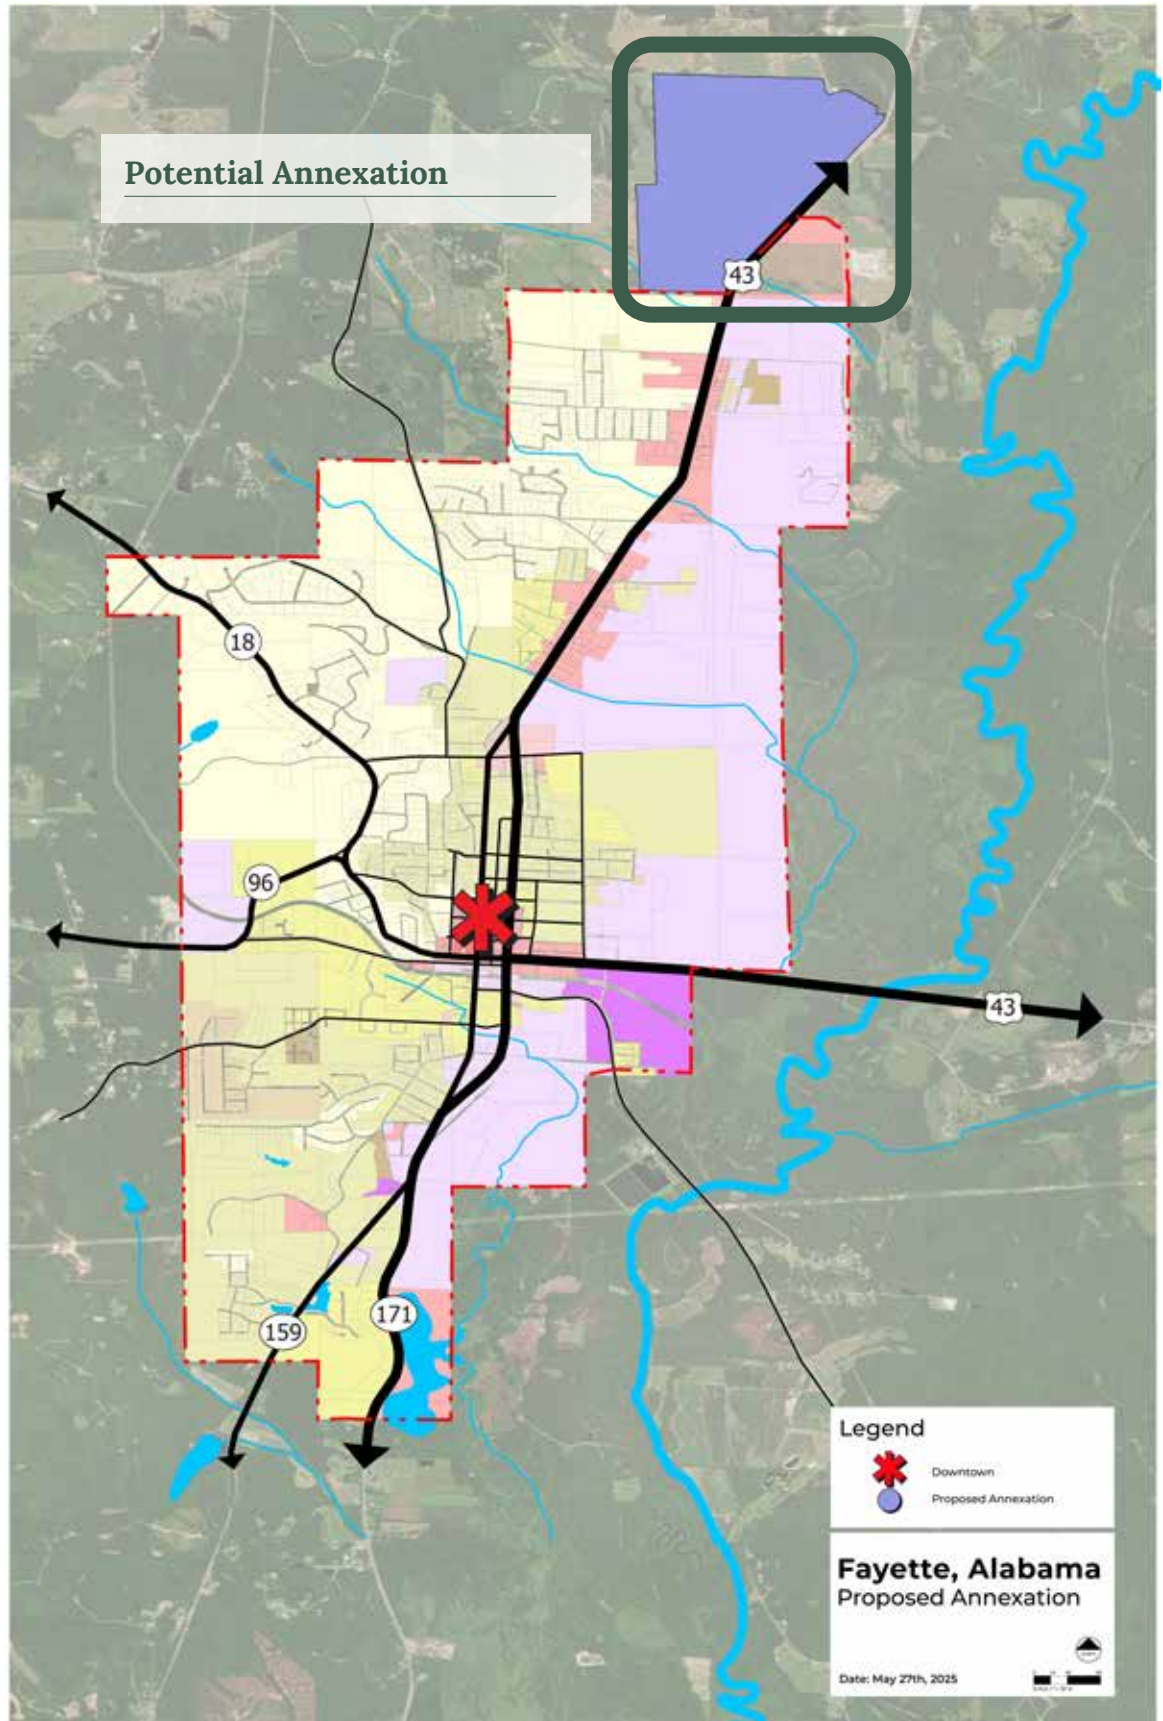 Potential Annexation
43
18
96
43
171
159
Legend
Downtown
Proposed Annexation
Fayette, Alabama
Proposed Annexation
Date: May 27th, 2025